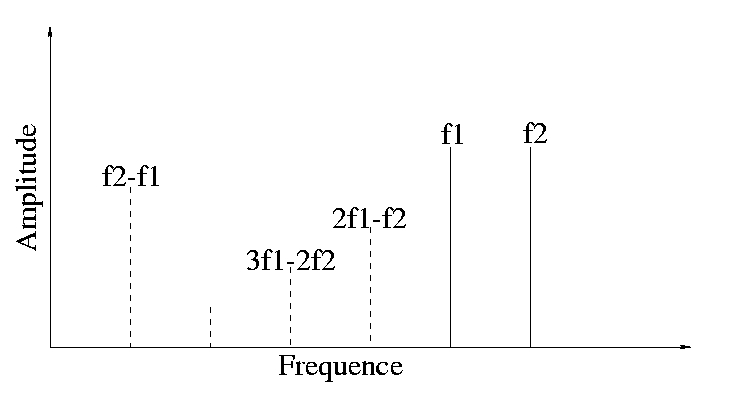 f1
f2
f2-f1
2f1-f2
3f1-2f2
Amplitude
Frequence